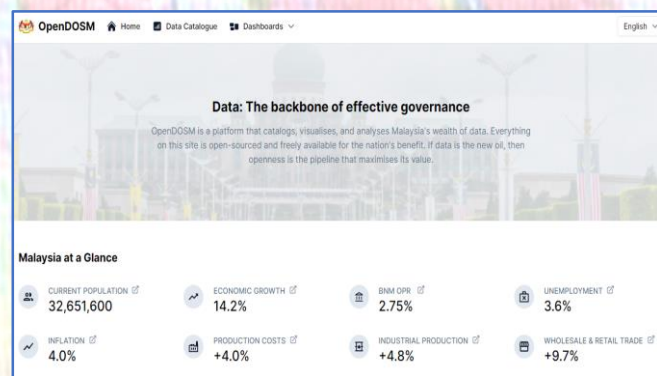 OpenDOSM Home Data Catalogue Dashboards English
Data: The backbone of effective governance
OpenDOSM is a platform that catalogs, visualises, and analyses Malaysia's wealth of data. Everything
on this site is open-sourced and freely available for the nation's benefit. If data is the new oil, then
openness is the pipeline that maximises its value.
Malaysia at a Glance
CURRENT POPULATION ECONOMIC GROWTH BNM OPR UNEMPLOYMENT
32,651,600 14.2% 2.75% 3.6%
INFLATION PRODUCTION COSTS INDUSTRIAL PRODUCTION WHOLESALE & RETAIL TRADE
4.0% +4.0% +4.8% +9.7%